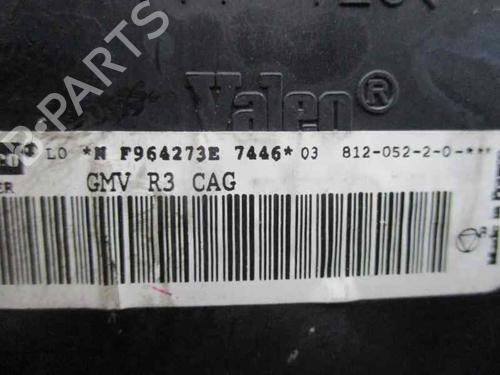 Valeo®
LO *N F964273E 7446* 03 812-052-2-0-***
GMV R3 CAG
B-PARTS